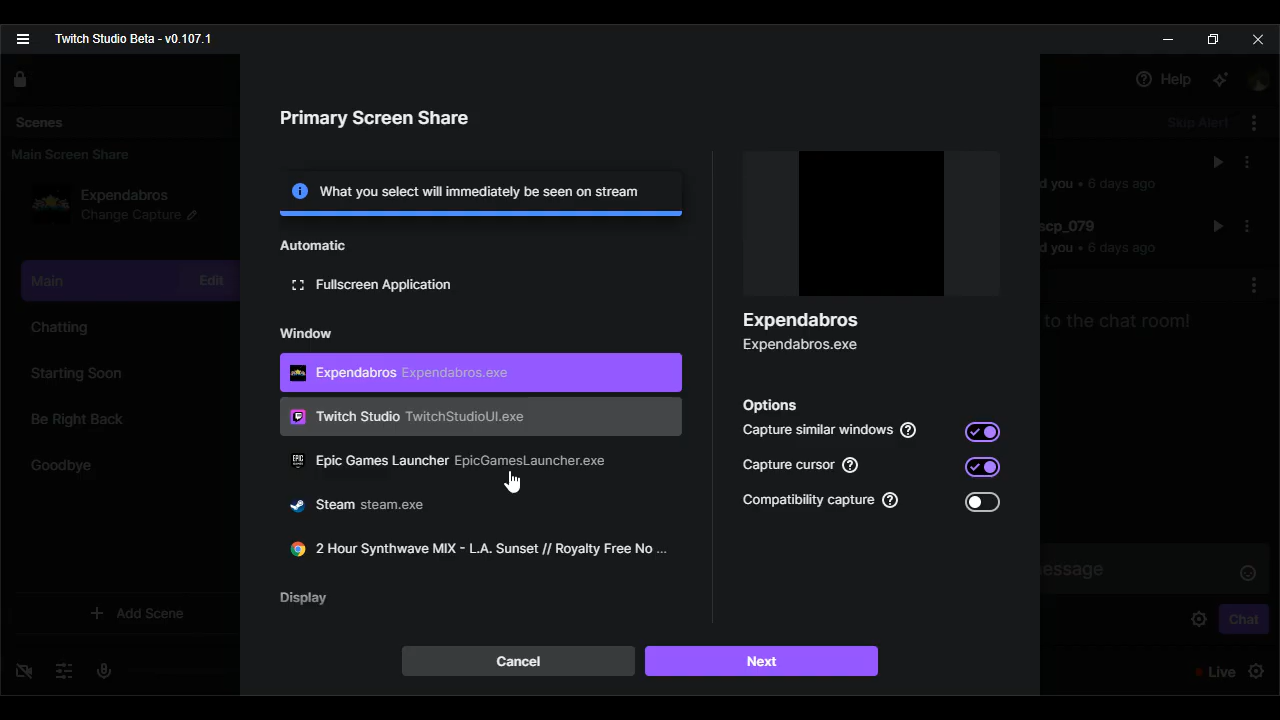 Twitch Studio Beta - v0.107.1
Help
Scenes
Skip Alert
Main Screen Share
Expendabros
Change Capture
Main
Edit
Chatting
Starting Soon
Be Right Back
Goodbye
+ Add Scene
Primary Screen Share
What you select will immediately be seen on stream
Automatic
Fullscreen Application
Window
Expendabros Expendabros.exe
Twitch Studio TwitchStudioUI.exe
Epic Games Launcher EpicGamesLauncher.exe
Steam steam.exe
2 Hour Synthwave MIX - L.A. Sunset // Royalty Free No ...
Display
Cancel
Next
Expendabros
Expendabros.exe
Options
Capture similar windows
Capture cursor
Compatibility capture
d you • 6 days ago
scp_079
d you • 6 days ago
to the chat room!
essage
Chat
Live